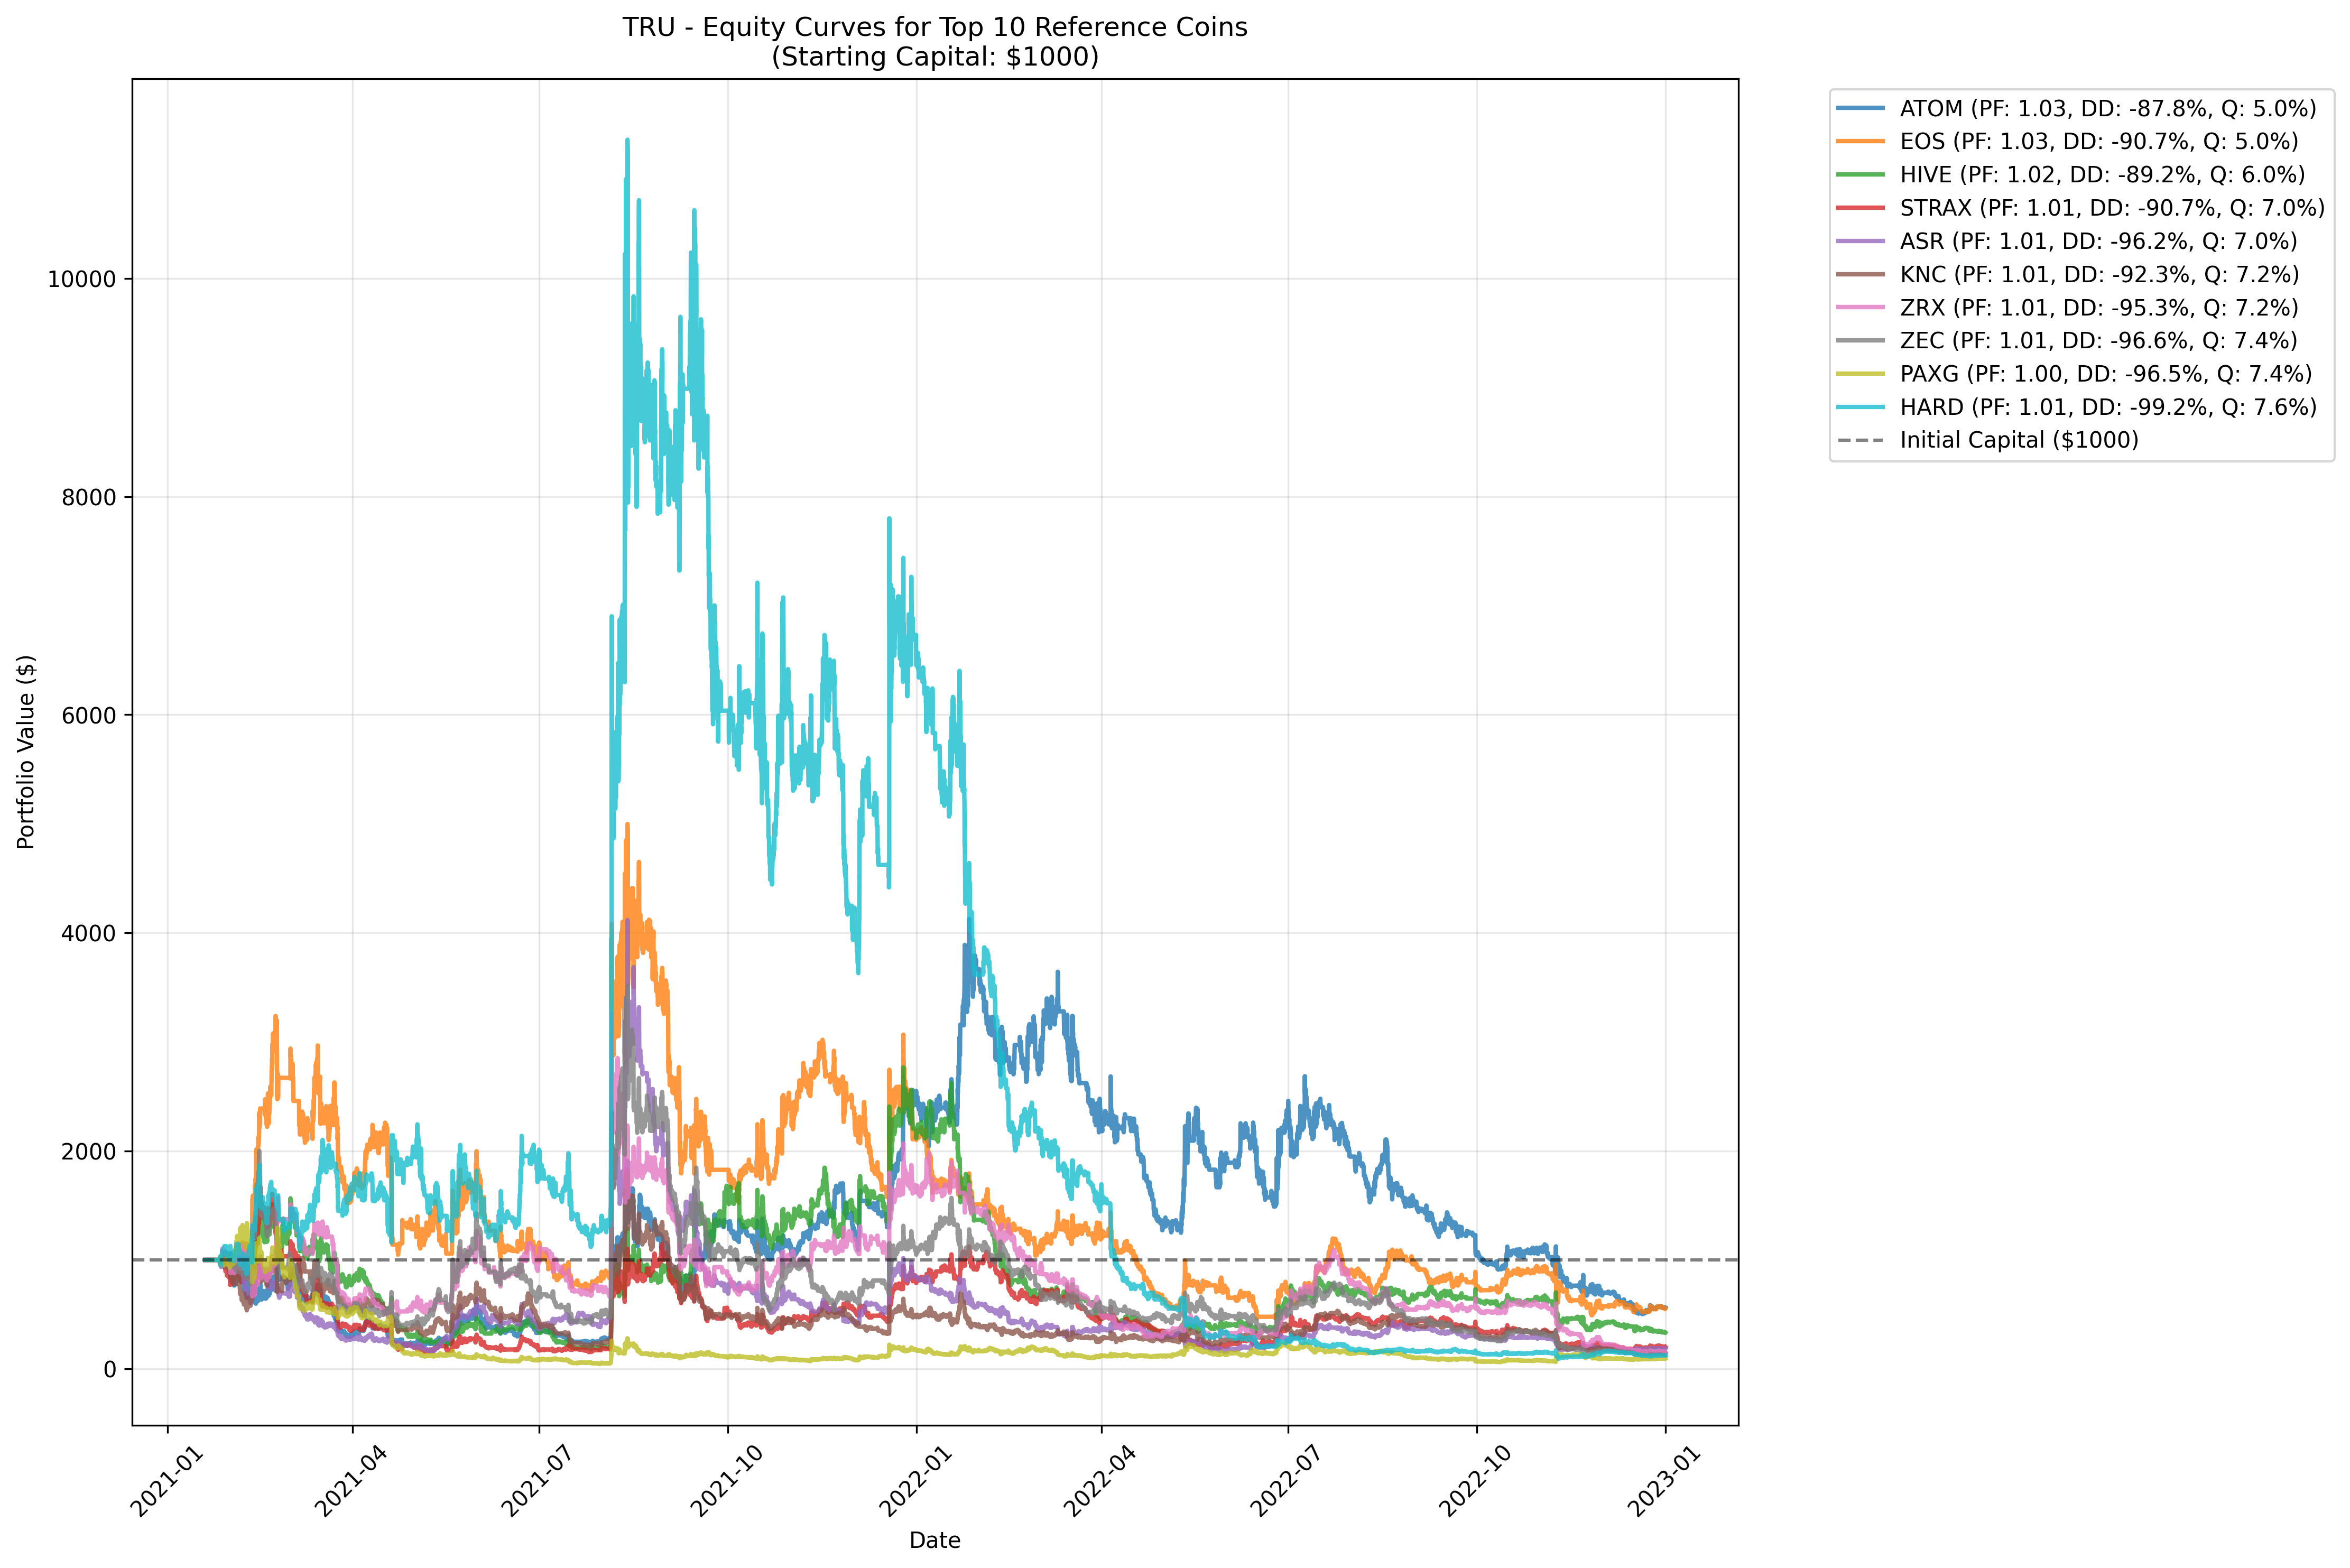 TRU - Equity Curves for Top 10 Reference Coins
(Starting Capital: $1000)
ATOM (PF: 1.03, DD: -87.8%, Q: 5.0%)
EOS (PF: 1.03, DD: -90.7%, Q: 5.0%)
HIVE (PF: 1.02, DD: -89.2%, Q: 6.0%)
STRAX (PF: 1.01, DD: -90.7%, Q: 7.0%)
ASR (PF: 1.01, DD: -96.2%, Q: 7.0%)
KNC (PF: 1.01, DD: -92.3%, Q: 7.2%)
ZRX (PF: 1.01, DD: -95.3%, Q: 7.2%)
ZEC (PF: 1.01, DD: -96.6%, Q: 7.4%)
PAXG (PF: 1.00, DD: -96.5%, Q: 7.4%)
HARD (PF: 1.01, DD: -99.2%, Q: 7.6%)
Initial Capital ($1000)
Portfolio Value ($)
10000
8000
6000
4000
2000
0
2021-01
2021-04
2021-07
2021-10
2022-01
2022-04
2022-07
2022-10
2023-01
Date